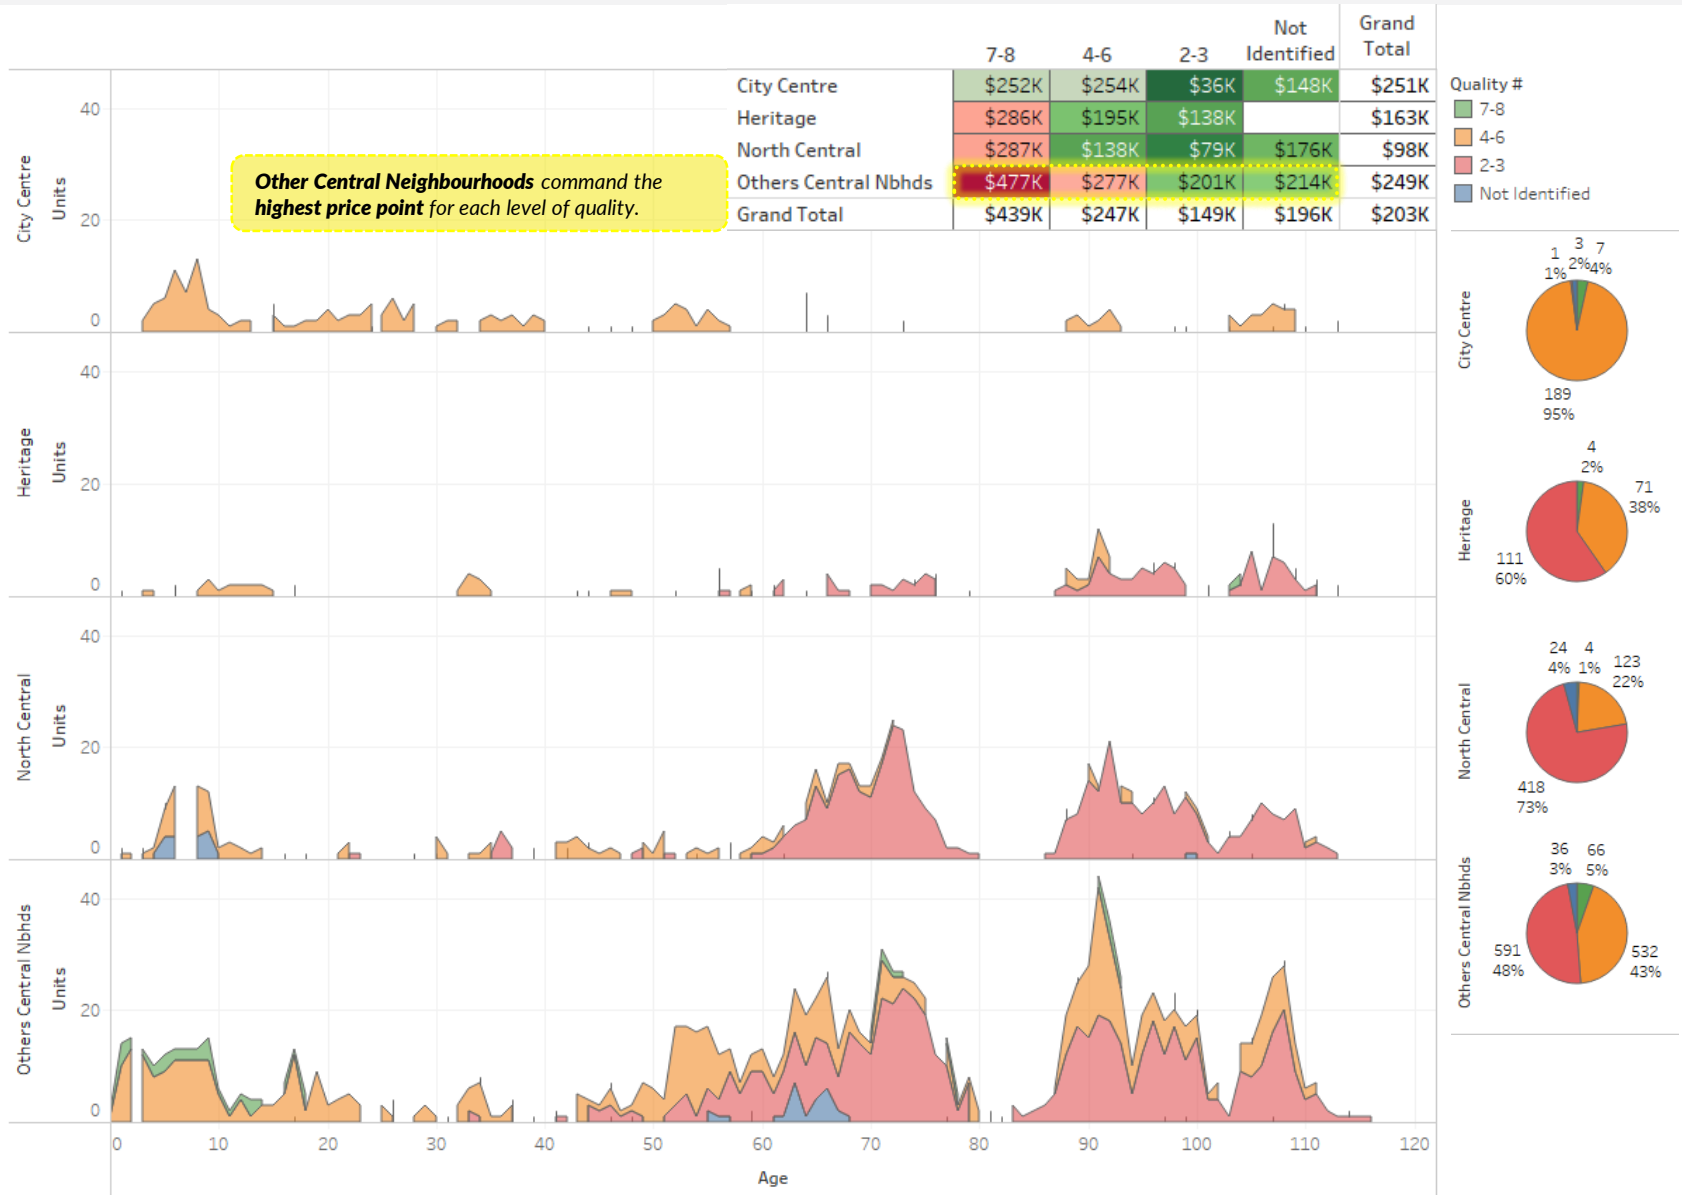 7-8 4-6 2-3 Not Identified Grand Total
City Centre $252K $254K $36K $148K $251K
Heritage $286K $195K $138K $163K
North Central $287K $138K $79K $176K $98K
Others Central Nbhds $477K $277K $201K $214K $249K
Grand Total $439K $247K $149K $196K $203K
Other Central Neighbourhoods command the
highest price point for each level of quality.
Quality #
7-8
4-6
2-3
Not Identified
City Centre
Units
40
20
0
Heritage
Units
40
20
0
North Central
Units
40
20
0
Others Central Nbhds
Units
40
20
0
0 10 20 30 40 50 60 70 80 90 100 110 120
Age
City Centre
1
1%
3
2%
7
4%
189
95%
Heritage
4
2%
71
38%
111
60%
North Central
24
4%
4
1%
123
22%
418
73%
Others Central Nbhds
36
3%
66
5%
591
48%
532
43%